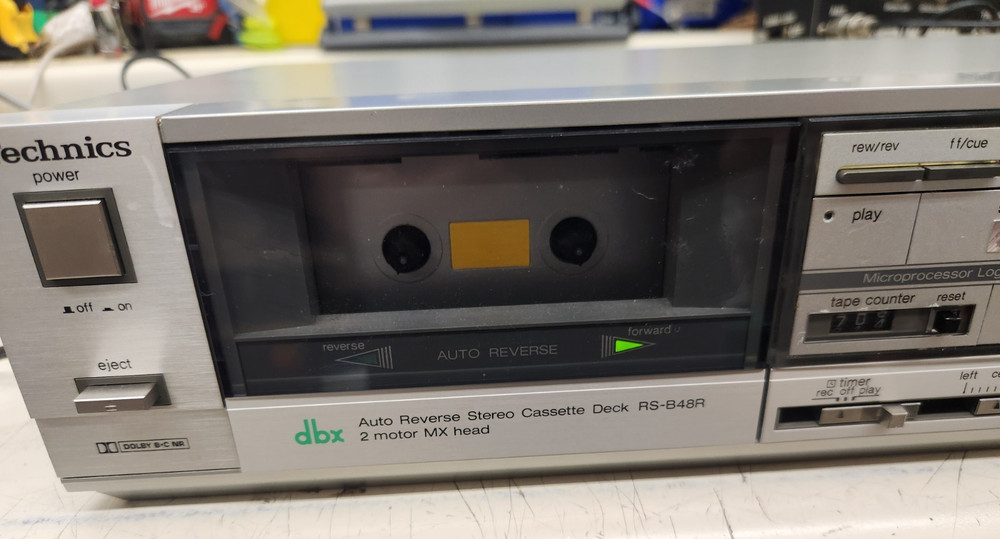 echnics
power
off on
eject
DOLBY B-C NR
reverse
AUTO REVERSE
forward
dbx
Auto Reverse Stereo Cassette Deck RS-B48R
2 motor MX head
rew/rev
ff/cue
play
Microprocessor Log
tape counter
reset
timer
rec off play
left